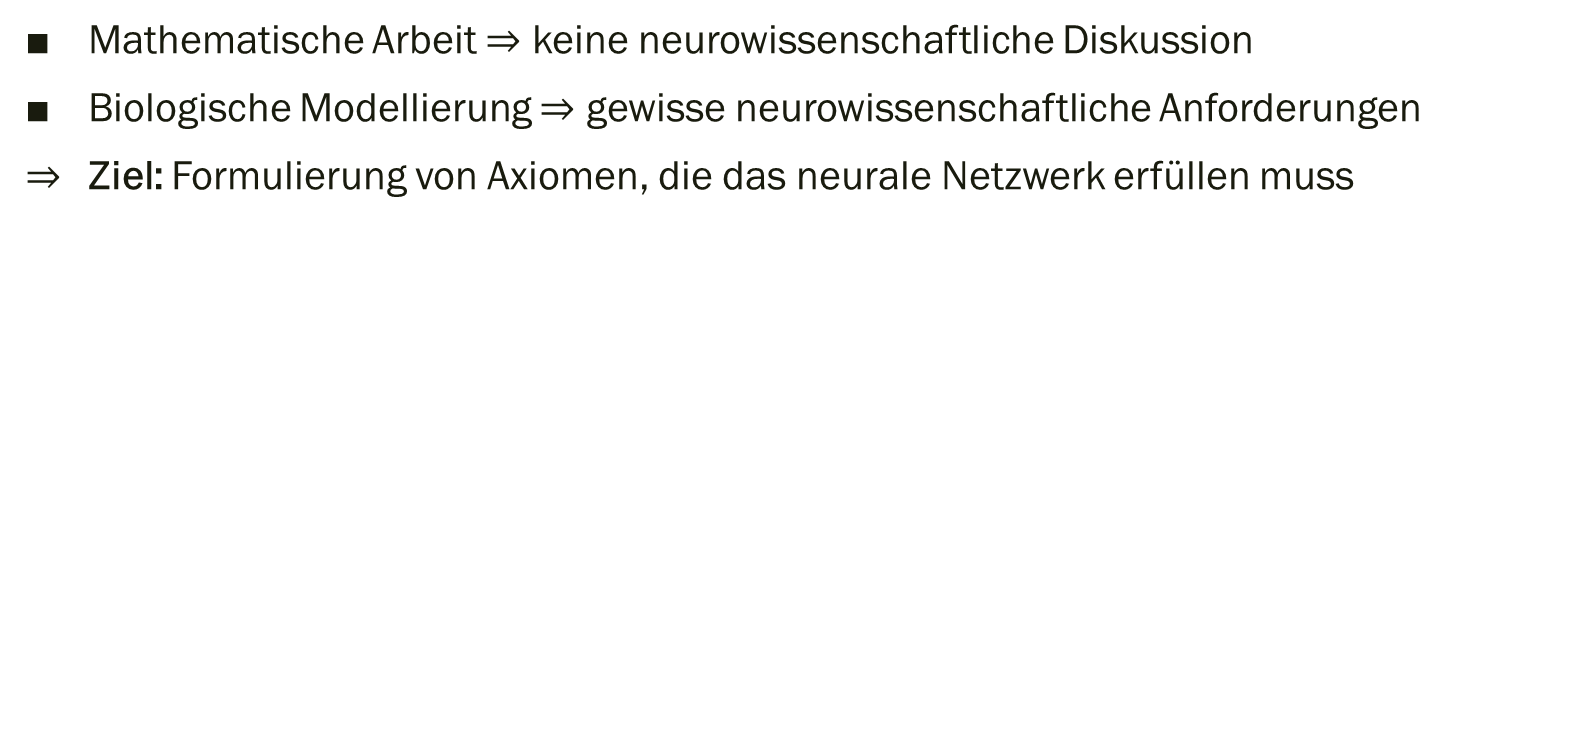 ▪ Mathematische Arbeit ⇒ keine neurowissenschaftliche Diskussion
▪ Biologische Modellierung ⇒ gewisse neurowissenschaftliche Anforderungen
⇒ Ziel: Formulierung von Axiomen, die das neurale Netzwerk erfüllen muss